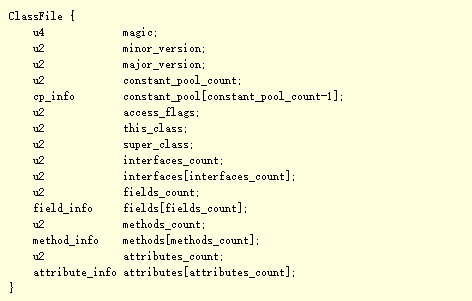 ClassFile {
    u4             magic;
    u2             minor_version;
    u2             major_version;
    u2             constant_pool_count;
    cp_info        constant_pool[constant_pool_count-1];
    u2             access_flags;
    u2             this_class;
    u2             super_class;
    u2             interfaces_count;
    u2             interfaces[interfaces_count];
    u2             fields_count;
    field_info     fields[fields_count];
    u2             methods_count;
    method_info    methods[methods_count];
    u2             attributes_count;
    attribute_info attributes[attributes_count];
}